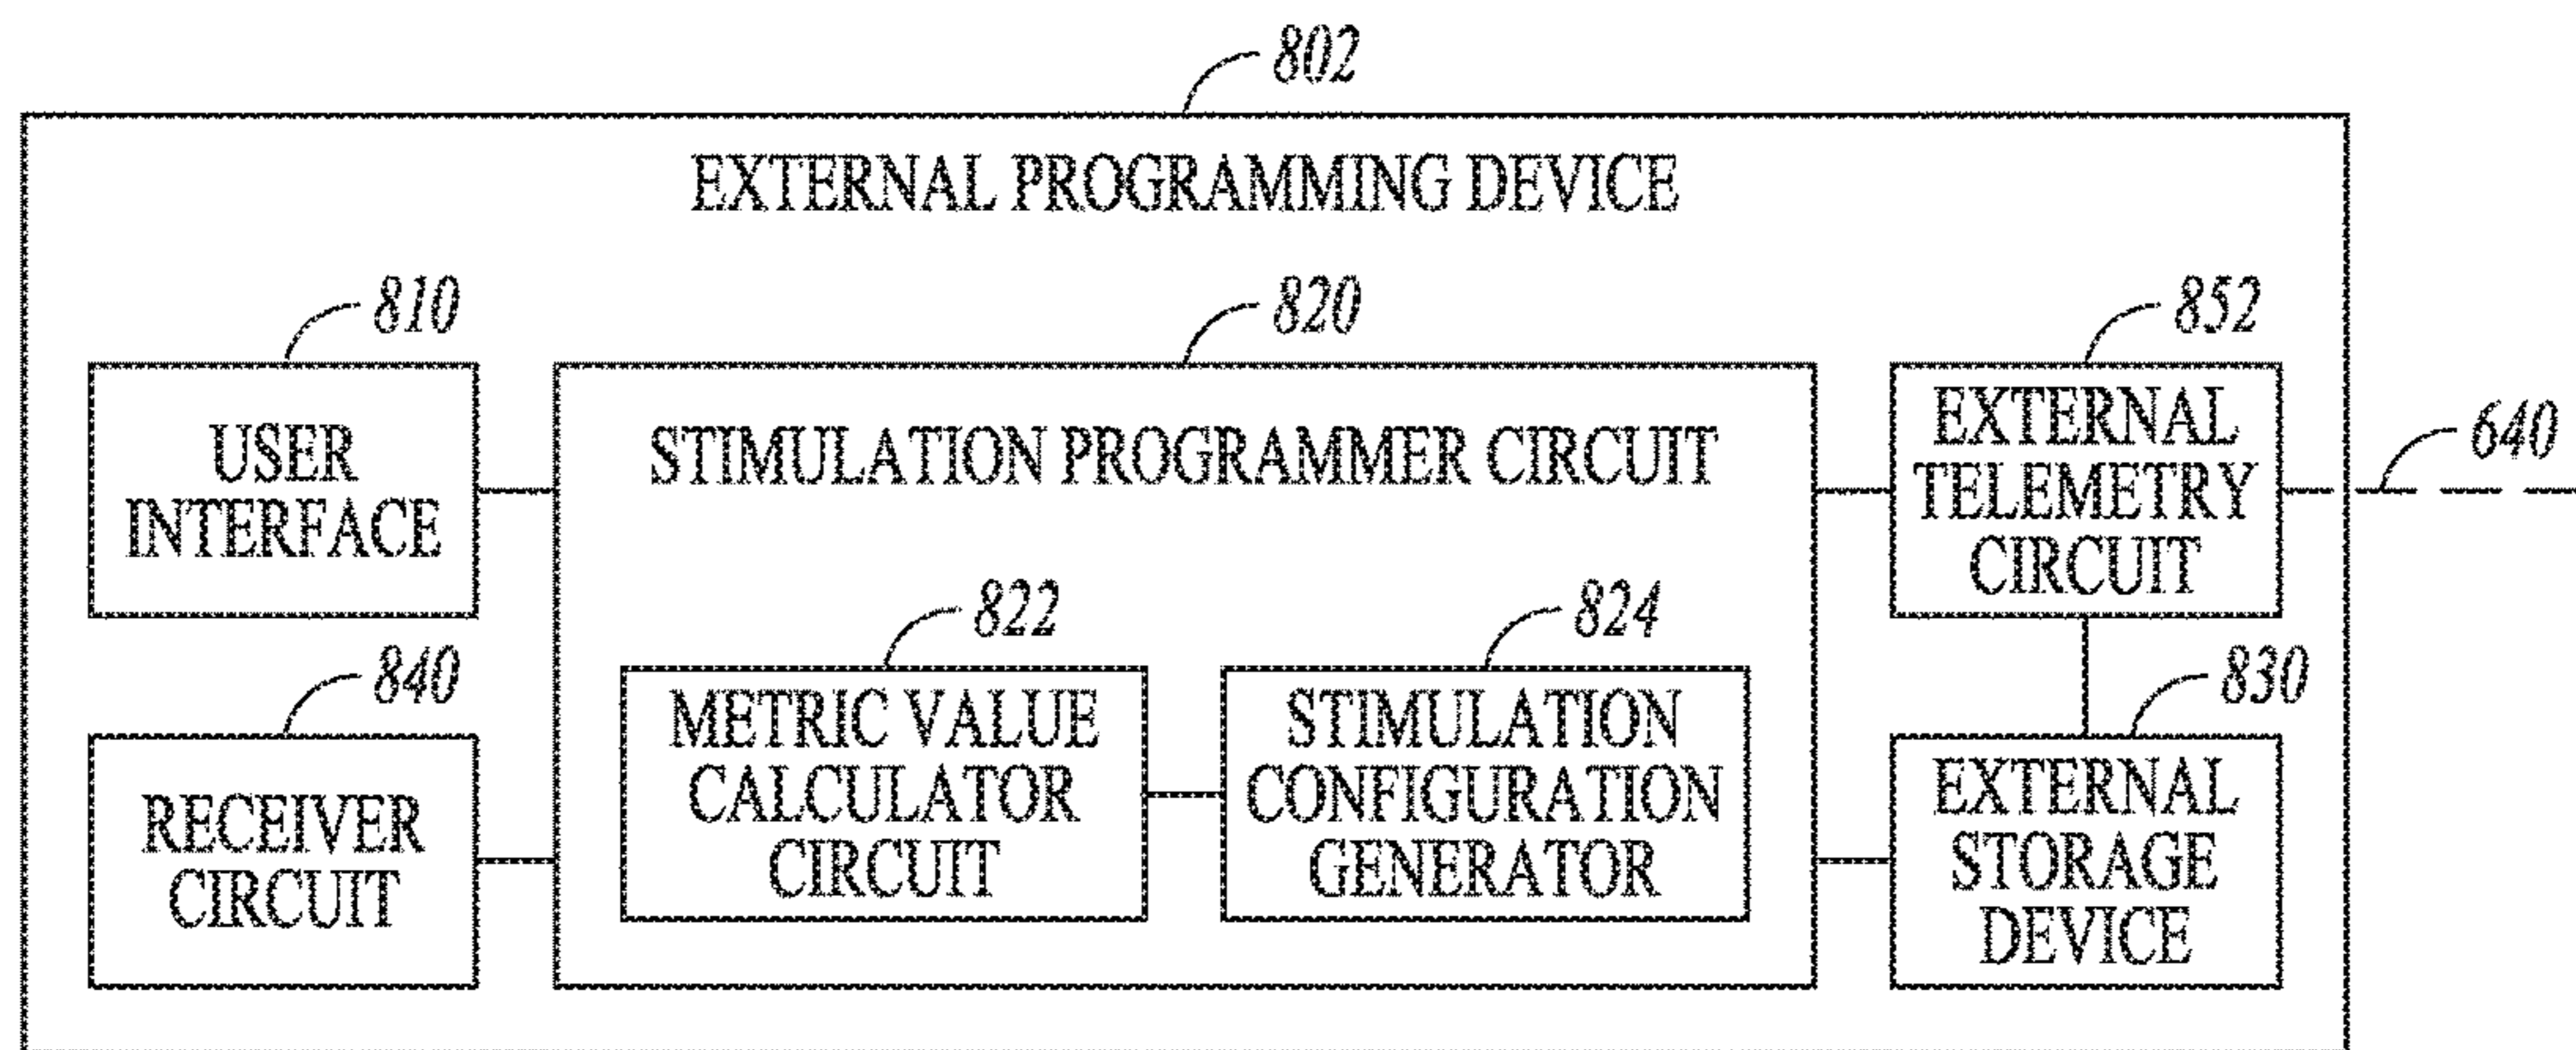 802
EXTERNAL PROGRAMMING DEVICE
810
820
852
USER
INTERFACE
STIMULATION PROGRAMMER CIRCUIT
EXTERNAL
TELEMETRY
CIRCUIT
640
822
824
840
830
RECEIVER
CIRCUIT
METRIC VALUE
CALCULATOR
CIRCUIT
STIMULATION
CONFIGURATION
GENERATOR
EXTERNAL
STORAGE
DEVICE